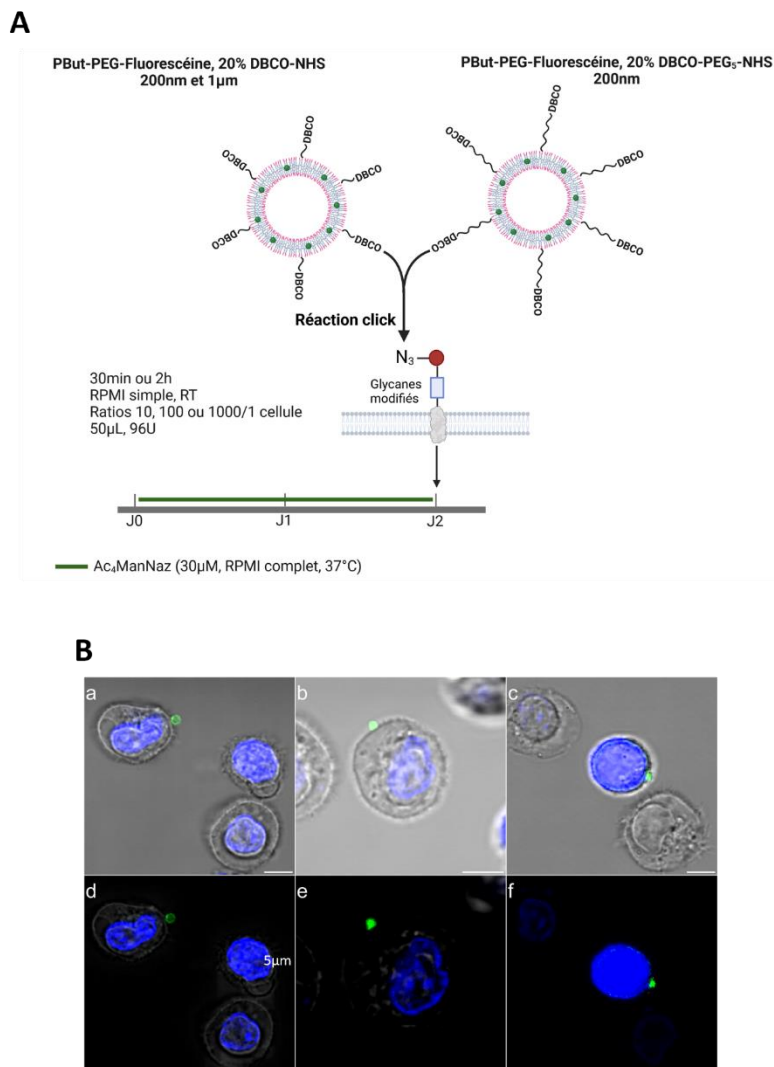 A
PBut-PEG-Fluorescéine, 20% DBCO-NHS
200nm et 1µm
PBut-PEG-Fluorescéine, 20% DBCO-PEG₅-NHS
200nm
DBCO
DBCO
DBCO
DBCO
DBCO
DBCO
DBCO
DBCO
DBCO
DBCO
DBCO
DBCO
Réaction click
N₃
Glycanes
modifiés
30min ou 2h
RPMI simple, RT
Ratios 10, 100 ou 1000/1 cellule
50µL, 96U
J0
J1
J2
Ac₄ManNaz (30µM, RPMI complet, 37°C)
B
a
b
c
d
e
f
5µm